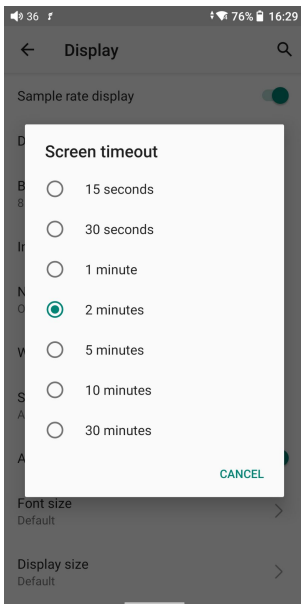 36
76% 16:29
Display
Sample rate display
Screen timeout
15 seconds
30 seconds
1 minute
2 minutes
5 minutes
10 minutes
30 minutes
CANCEL
Font size
Default
Display size
Default